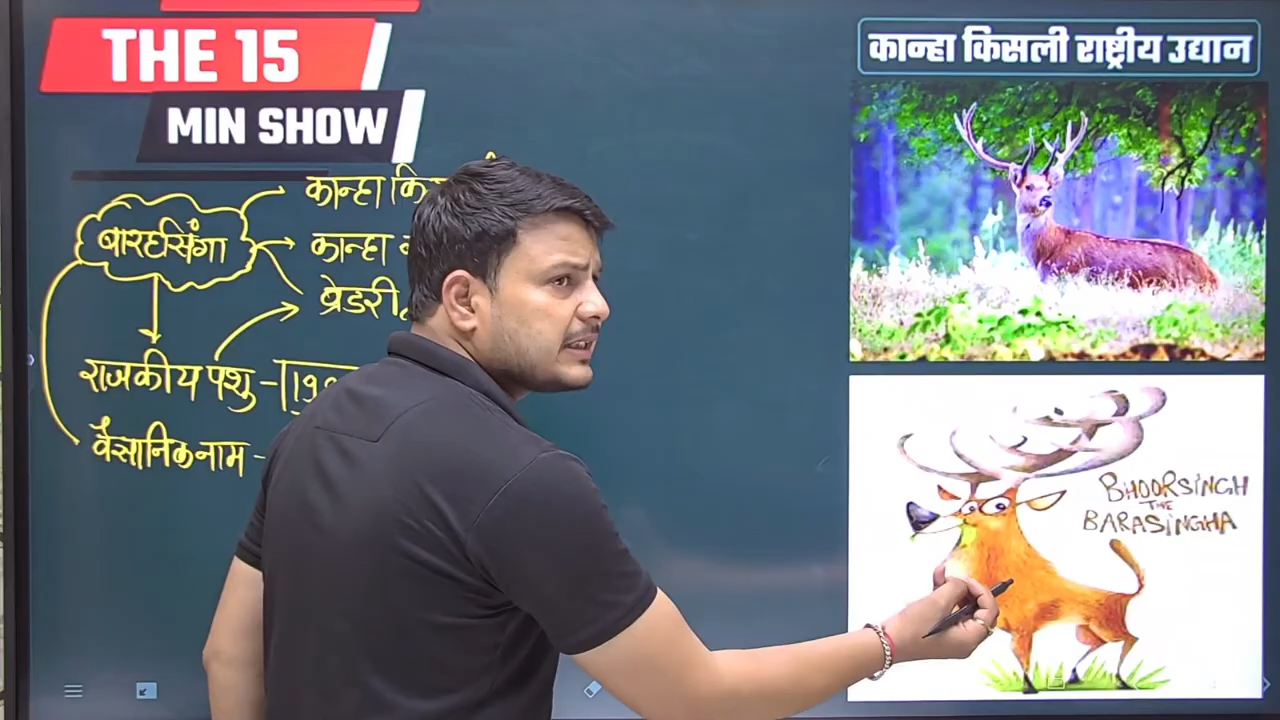 THE 15
MIN SHOW
कान्हा किसली राष्ट्रीय उद्यान
बारहसिंगा
कान्हा
कान्हा
ब्रेडरी
राजकीय पशु -
वैज्ञानिक नाम -
BHOORSINGH
THE
BARASINGHA